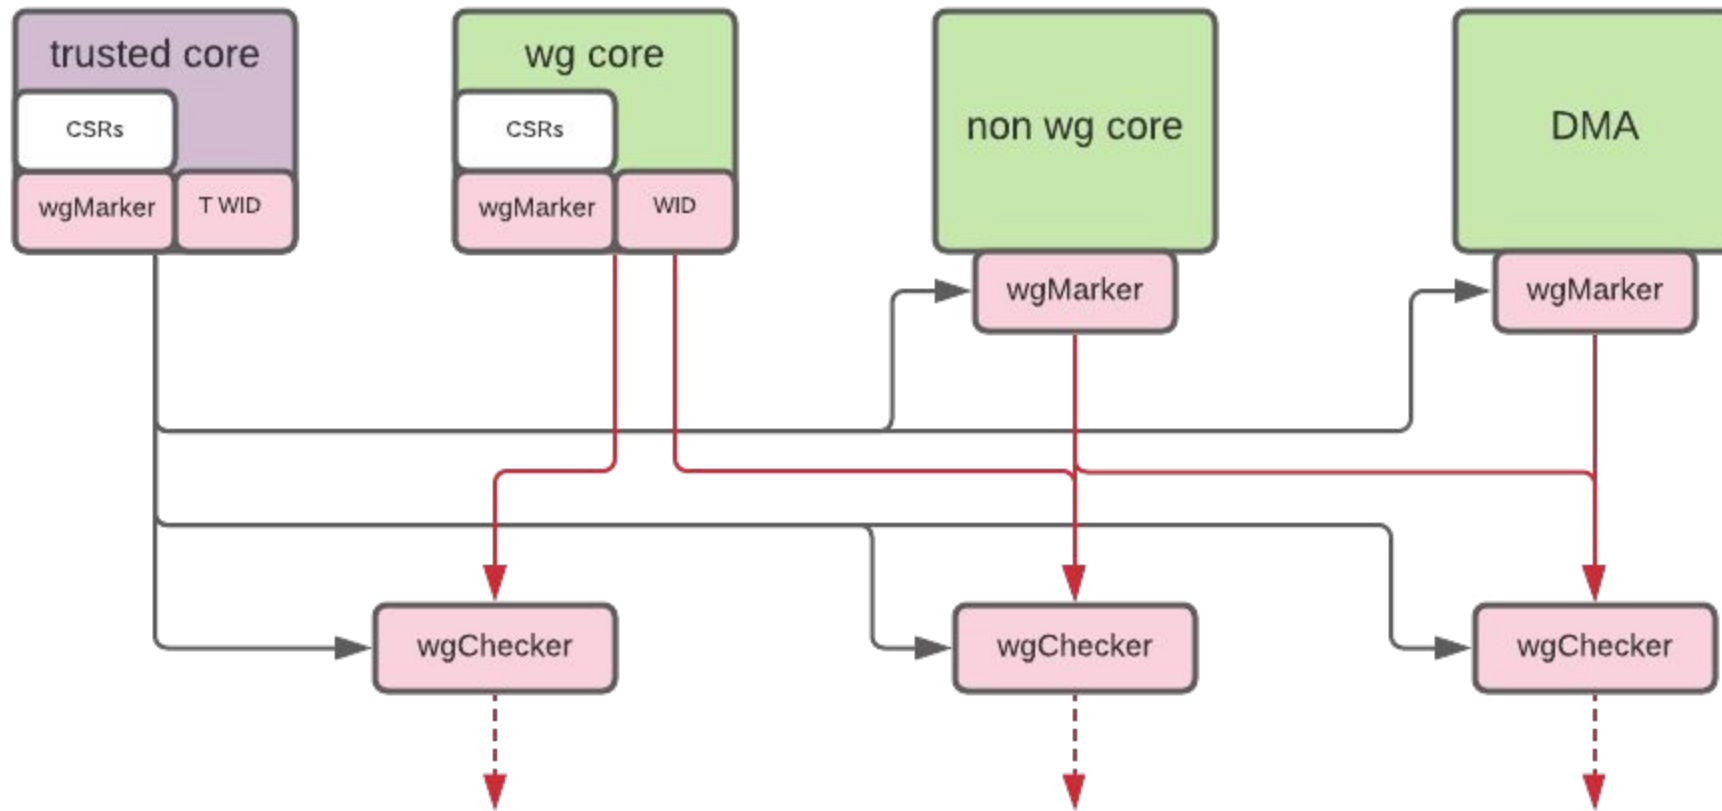 trusted core
CSRs
wgMarker
T WID
wg core
CSRs
wgMarker
WID
non wg core
wgMarker
DMA
wgMarker
wgChecker
wgChecker
wgChecker